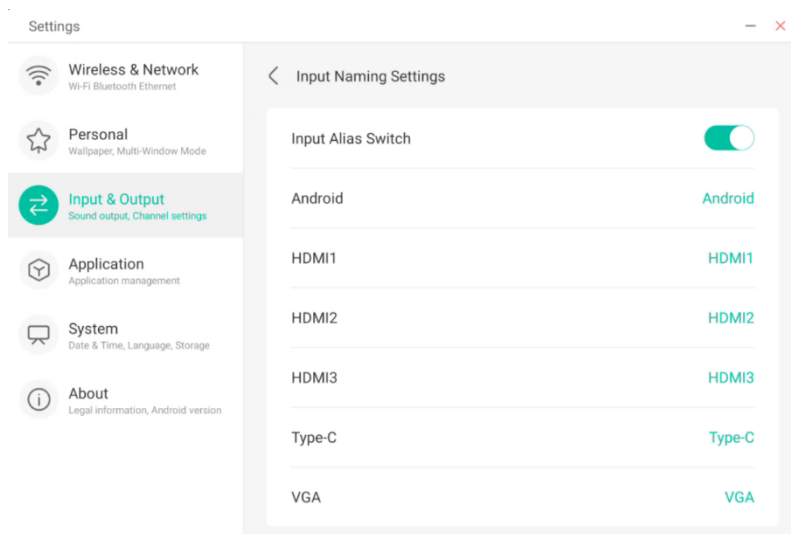 Settings
Wireless & Network
Wi-Fi Bluetooth Ethernet
Personal
Wallpaper, Multi-Window Mode
Input & Output
Sound output, Channel settings
Application
Application management
System
Date & Time, Language, Storage
About
Legal information, Android version
Input Naming Settings
Input Alias Switch
Android Android
HDMI1 HDMI1
HDMI2 HDMI2
HDMI3 HDMI3
Type-C Type-C
VGA VGA